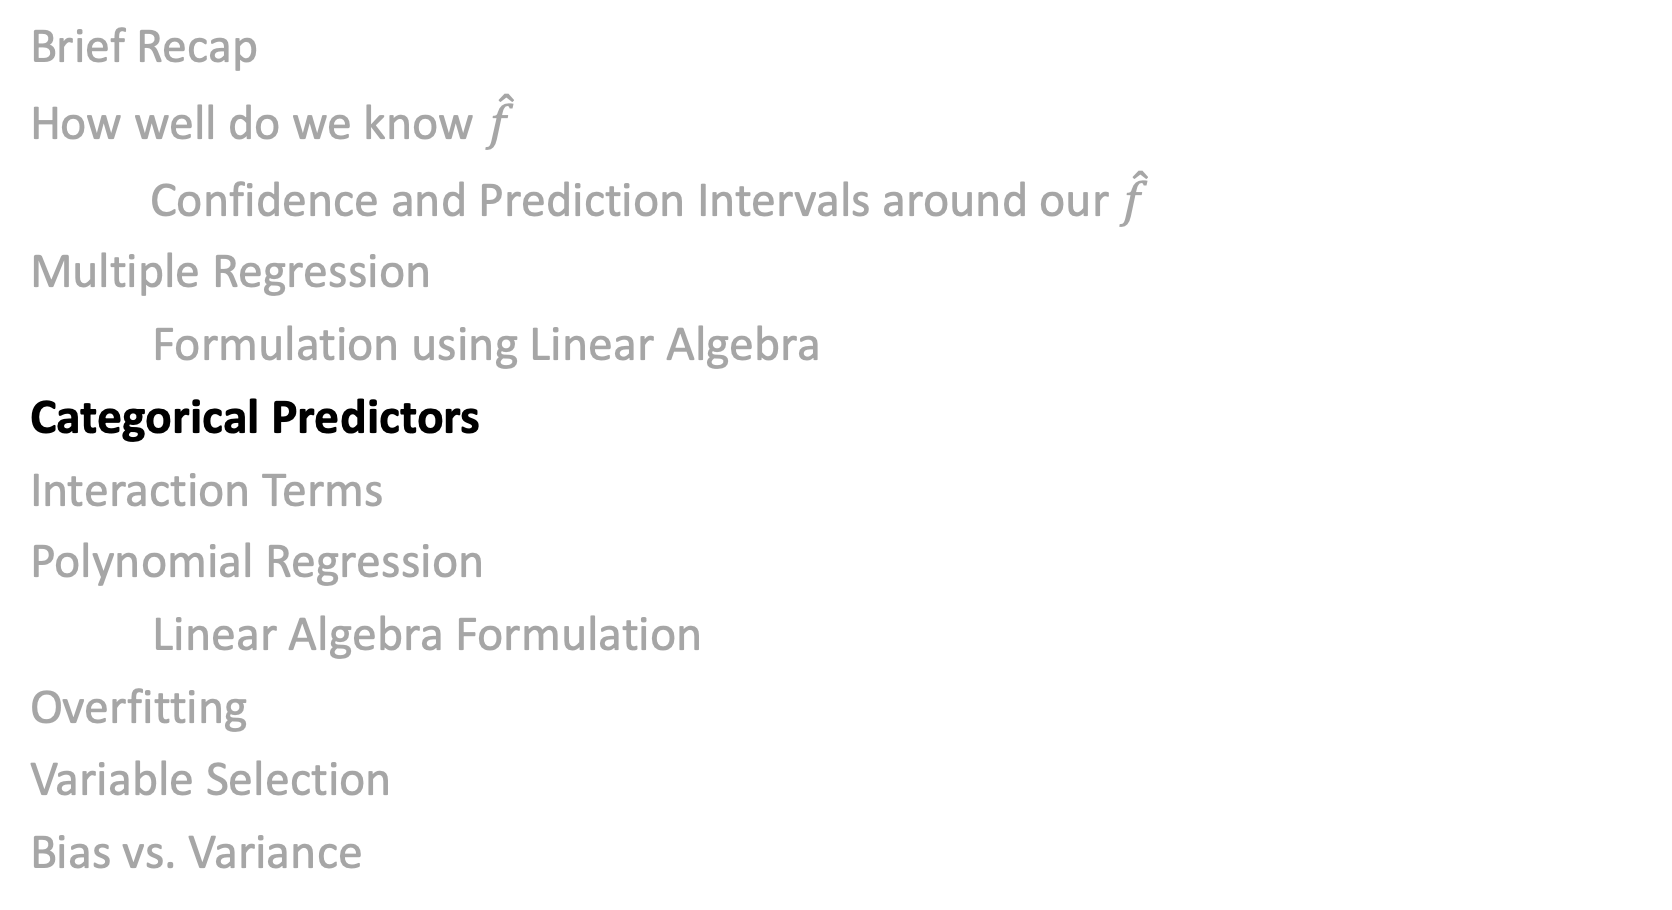 Brief Recap
How well do we know f̂
Confidence and Prediction Intervals around our f̂
Multiple Regression
Formulation using Linear Algebra
Categorical Predictors
Interaction Terms
Polynomial Regression
Linear Algebra Formulation
Overfitting
Variable Selection
Bias vs. Variance